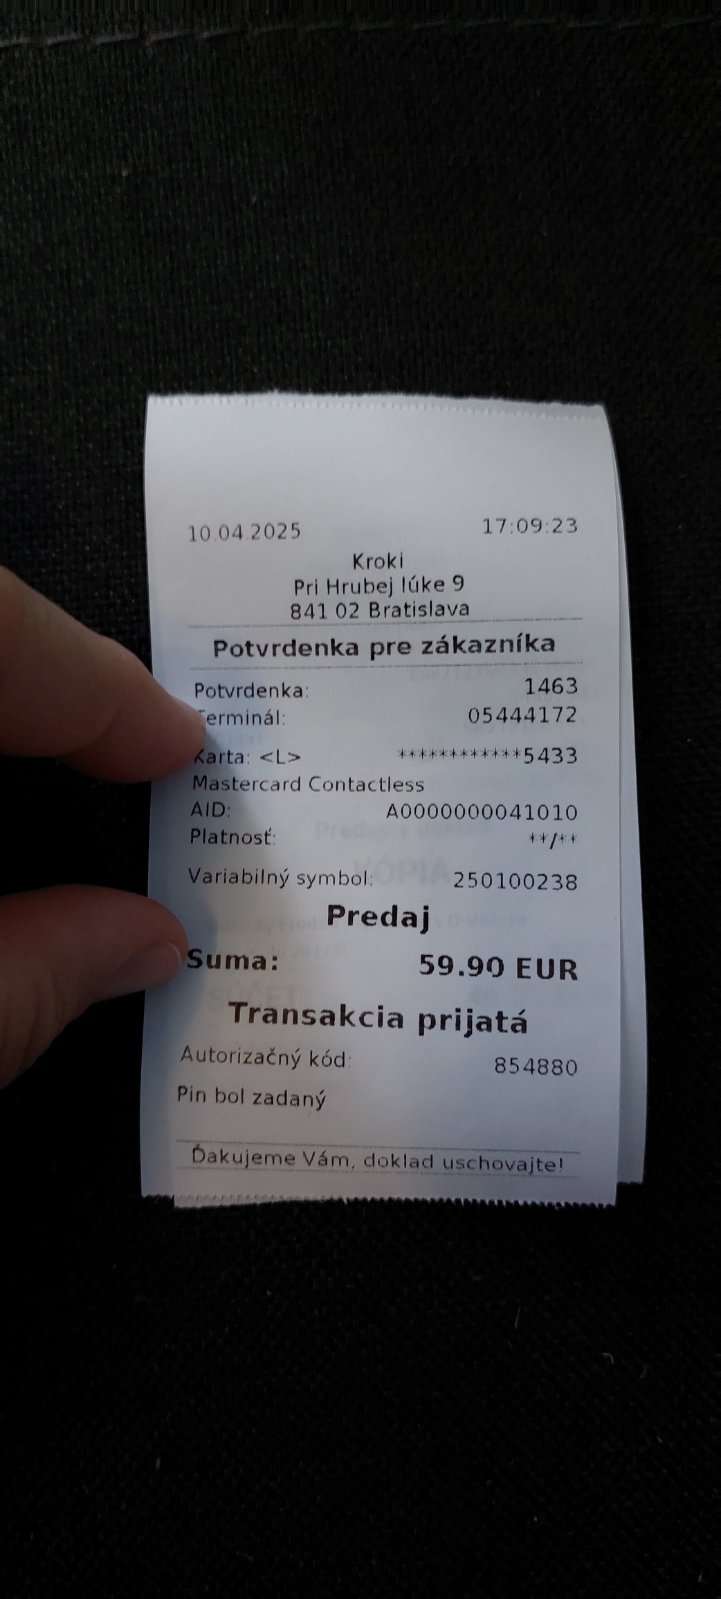 10.04.2025 17:09:23
Kroki
Pri Hrubej lúke 9
841 02 Bratislava
Potvrdenka pre zákazníka
Potvrdenka: 1463
Terminál: 05444172
Karta: <L> ************5433
Mastercard Contactless
AID: A0000000041010
Platnosť: **/**
Variabilný symbol: 250100238
Predaj
Suma: 59.90 EUR
Transakcia prijatá
Autorizačný kód: 854880
Pin bol zadaný
Ďakujeme Vám, doklad uschovajte!